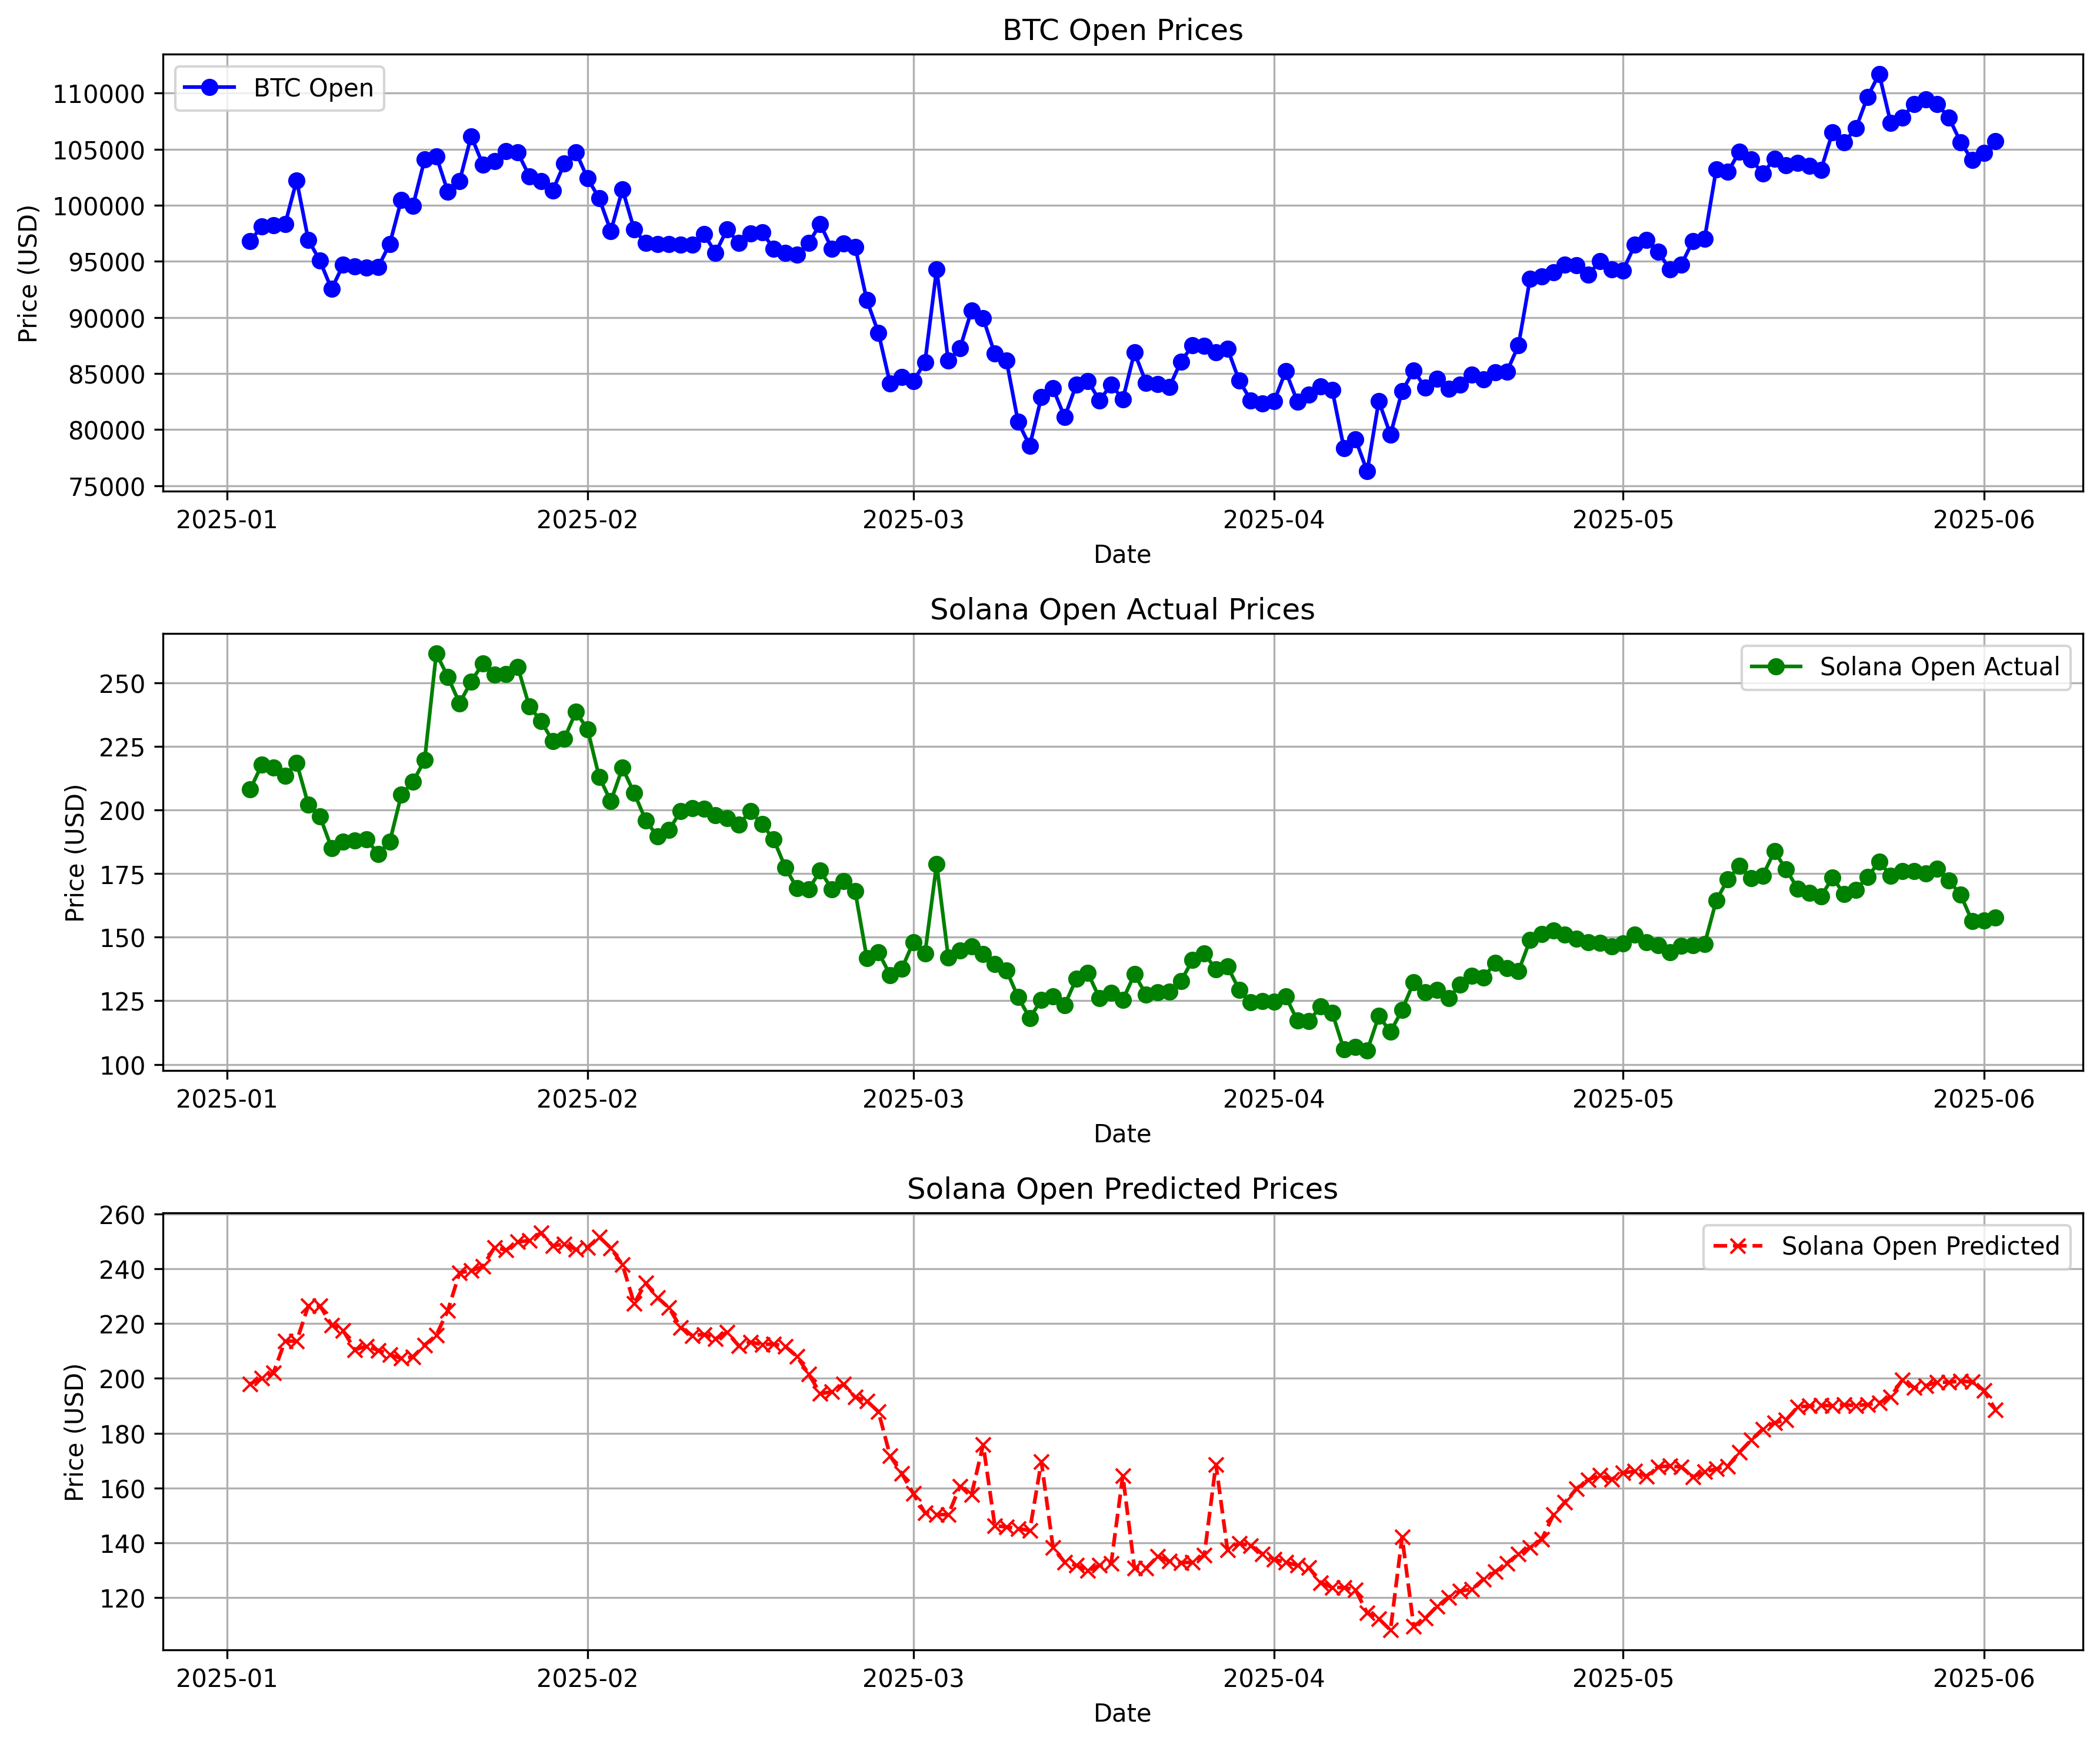 BTC Open Prices
BTC Open
Price (USD)
110000
105000
100000
95000
90000
85000
80000
75000
2025-01 2025-02 2025-03 2025-04 2025-05 2025-06
Date
Solana Open Actual Prices
Solana Open Actual
Price (USD)
250
225
200
175
150
125
100
2025-01 2025-02 2025-03 2025-04 2025-05 2025-06
Date
Solana Open Predicted Prices
Solana Open Predicted
Price (USD)
260
240
220
200
180
160
140
120
2025-01 2025-02 2025-03 2025-04 2025-05 2025-06
Date